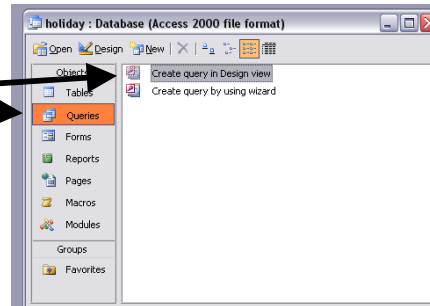 holiday : Database (Access 2000 file format)
Open Design New
Objects
Tables
Queries
Forms
Reports
Pages
Macros
Modules
Groups
Favorites
Create query in Design view
Create query by using wizard